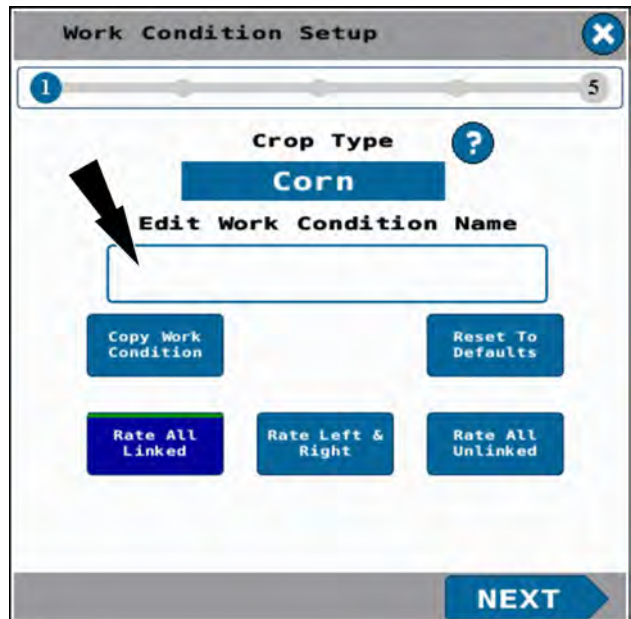 Work Condition Setup
1
5
Crop Type
?
Corn
Edit Work Condition Name
Copy Work
Condition
Reset To
Defaults
Rate All
Linked
Rate Left &
Right
Rate All
Unlinked
NEXT